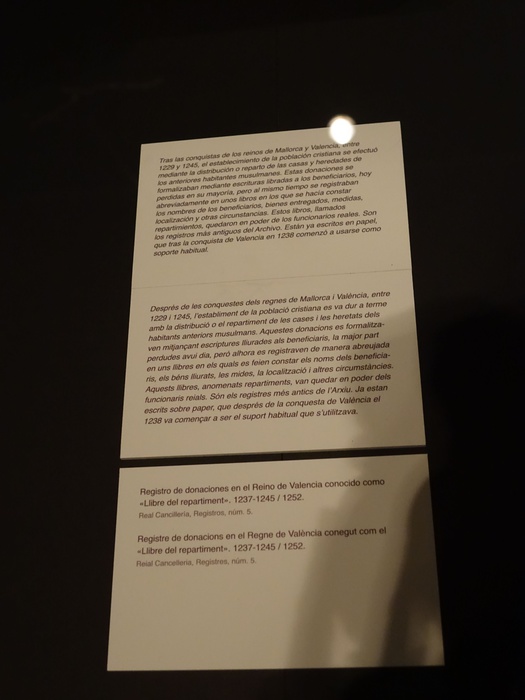 Tras las conquistas de los reinos de Mallorca y Valencia, entre
1229 y 1245, el establecimiento de la población cristiana se efectuó
mediante la distribución o reparto de las casas y heredades de
los anteriores habitantes musulmanes. Estas donaciones se
formalizaban mediante escrituras libradas a los beneficiarios, hoy
perdidas en su mayoría, pero al mismo tiempo se registraban
abreviadamente en unos libros en los que se hacía constar
los nombres de los beneficiarios, bienes entregados, medidas,
localización y otras circunstancias. Estos libros, llamados
repartimientos, quedaron en poder de los funcionarios reales. Son
los registros más antiguos del Archivo. Están ya escritos en papel,
que tras la conquista de Valencia en 1238 comenzó a usarse como
soporte habitual.
Després de les conquestes dels regnes de Mallorca i València, entre
1229 i 1245, l'establiment de la població cristiana es va dur a terme
amb la distribució o el repartiment de les cases i les heretats dels
habitants anteriors musulmans. Aquestes donacions es formalitza-
ven mitjançant escriptures lliurades als beneficiaris, la major part
perdudes avui dia, però alhora es registraven de manera abreujada
en uns llibres en els quals es feien constar els noms dels beneficia-
ris, els béns lliurats, les mides, la localització i altres circumstàncies.
Aquests llibres, anomenats repartiments, van quedar en poder dels
funcionaris reials. Són els registres més antics de l'Arxiu. Ja estan
escrits sobre paper, que després de la conquesta de València el
1238 va començar a ser el suport habitual que s'utilitzava.
Registro de donaciones en el Reino de Valencia conocido como
«Llibre del repartiment». 1237-1245 / 1252.
Real Cancillería, Registros, núm. 5.
Registre de donacions en el Regne de València conegut com el
«Llibre del repartiment». 1237-1245 / 1252.
Reial Cancelleria, Registres, núm. 5.